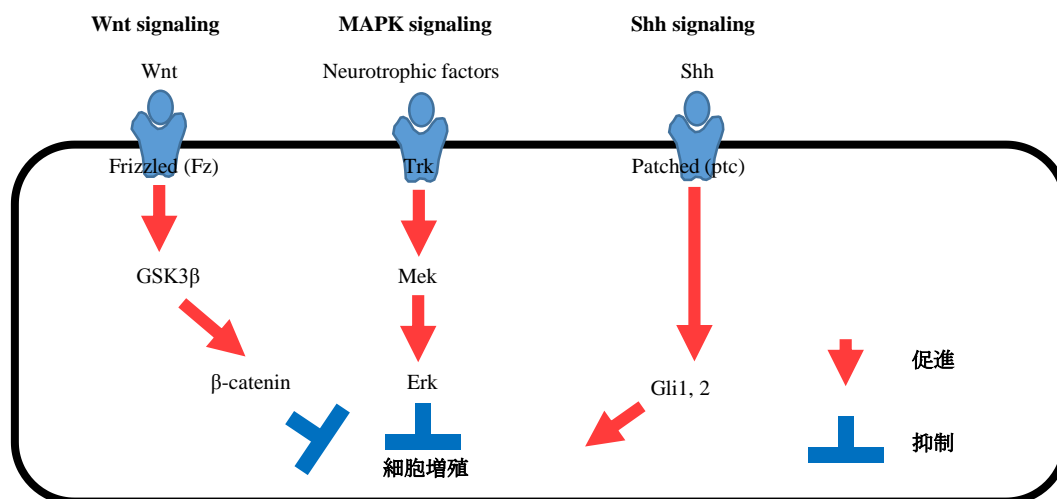 Wnt signaling
MAPK signaling
Shh signaling
Wnt
Neurotrophic factors
Shh
Frizzled (Fz)
Trk
Patched (ptc)
GSK3β
Mek
β-catenin
Erk
Gli1, 2
促進
抑制
細胞増殖